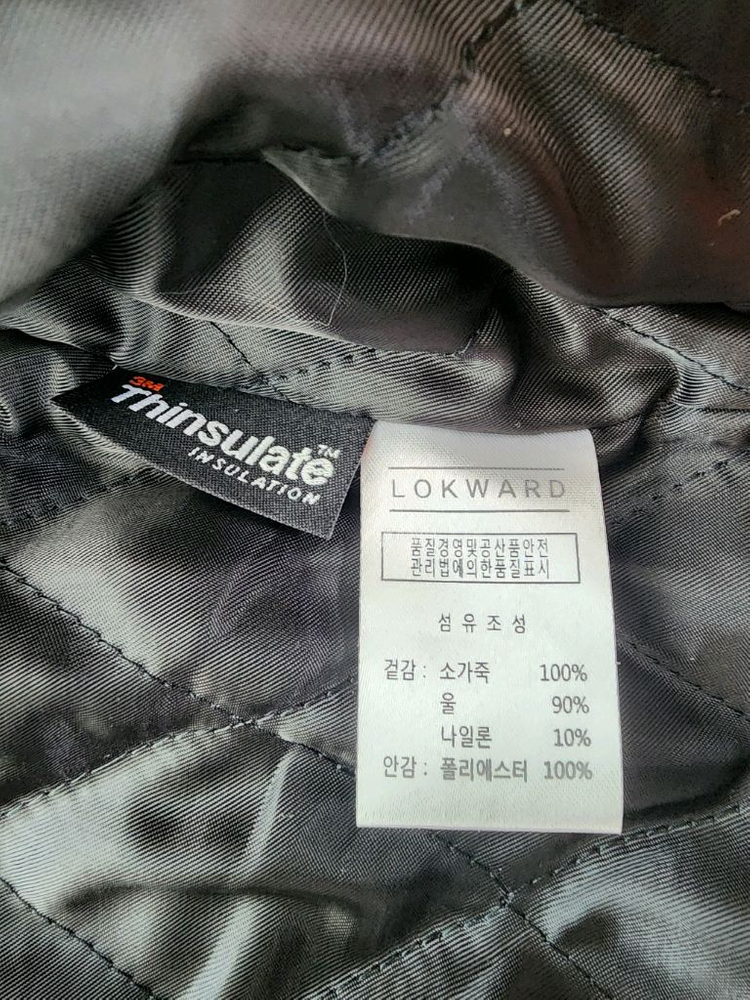 3M
Thinsulate™
INSULATION
LOKWARD
품질경영및공산품안전
관리법에의한품질표시
섬유조성
겉감 : 소가죽 100%
울 90%
나일론 10%
안감 : 폴리에스터 100%